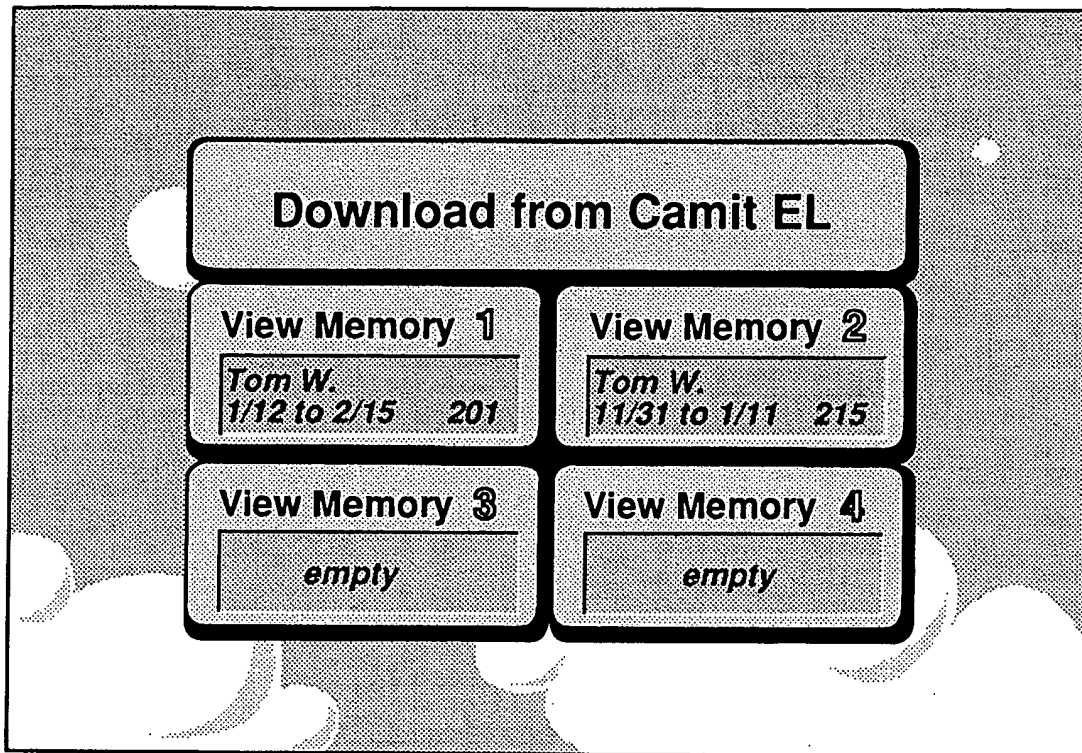 Download from Camit EL
View Memory 1
Tom W.
1/12 to 2/15 201
View Memory 2
Tom W.
11/31 to 1/11 215
View Memory 3
empty
View Memory 4
empty